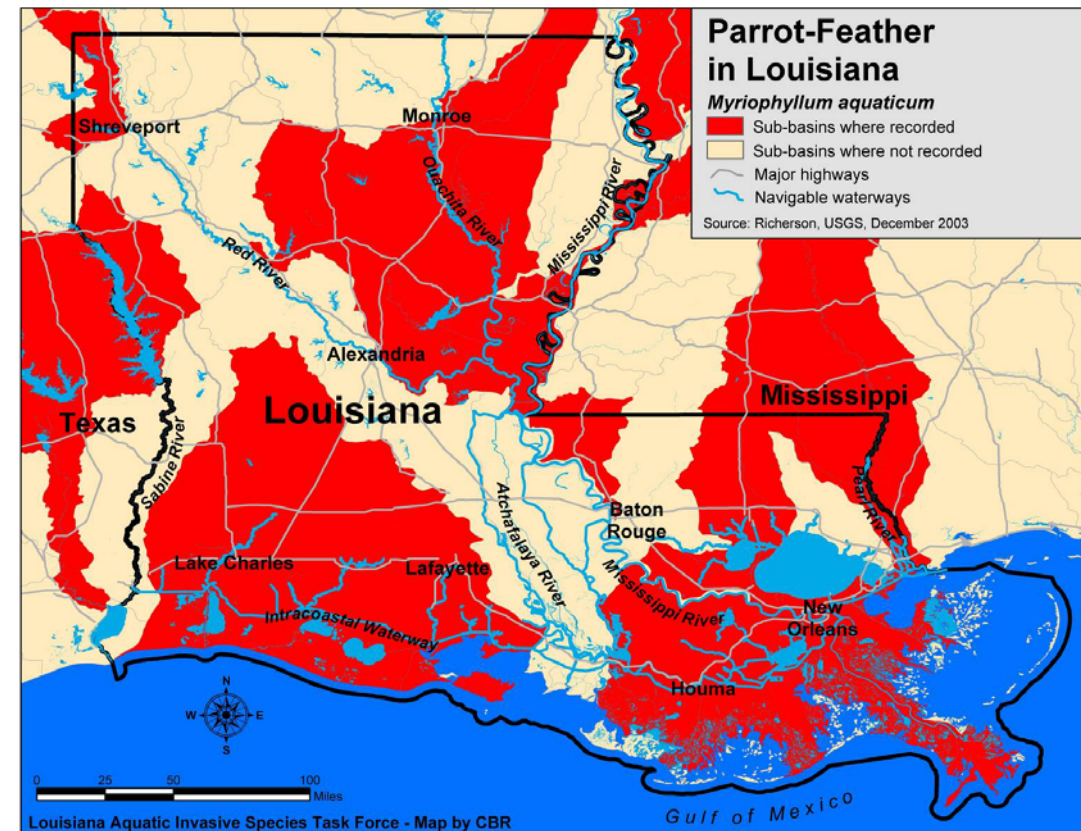 Parrot-Feather
in Louisiana
Myriophyllum aquaticum
Sub-basins where recorded
Sub-basins where not recorded
Major highways
Navigable waterways
Source: Richerson, USGS, December 2003
Shreveport
Monroe
Ouachita River
Mississippi River
Red River
Alexandria
Louisiana
Mississippi
Texas
Sabine River
Atchafalaya River
Baton
Rouge
Pearl River
Lake Charles
Lafayette
Mississippi River
New
Orleans
Intracoastal Waterway
Houma
N
W E
S
0 25 50 100
Miles
Gulf of Mexico
Louisiana Aquatic Invasive Species Task Force - Map by CBR